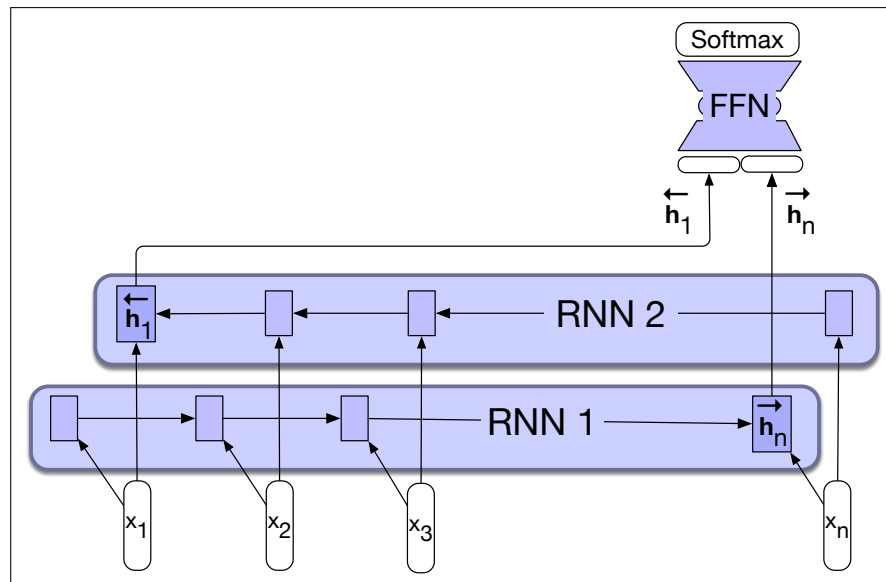 Softmax
FFN
←h₁ →hₙ
←h₁ RNN 2
RNN 1 →hₙ
x₁ x₂ x₃ xₙ